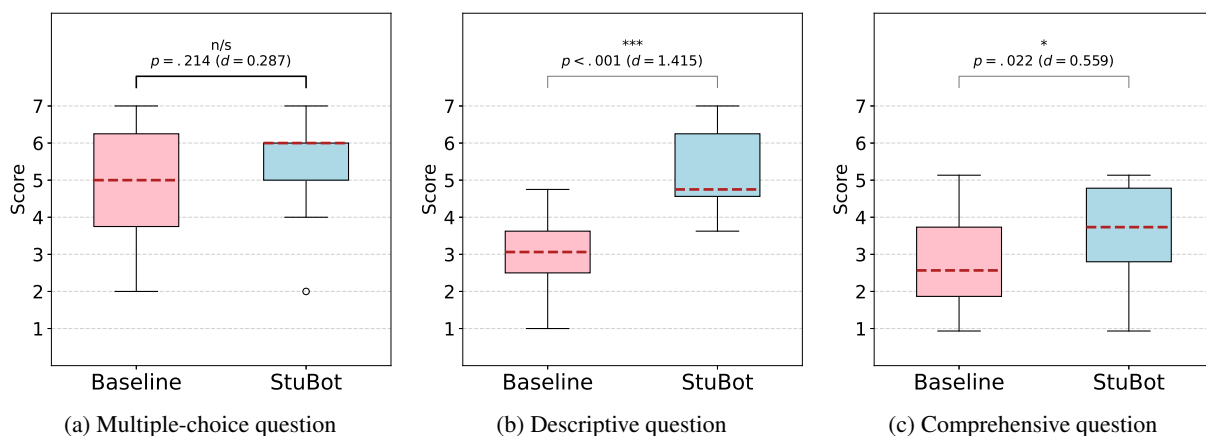 n/s
p = .214 (d = 0.287)
7
6
5
4
3
2
1
Score
Baseline
StuBot
(a) Multiple-choice question
***
p < .001 (d = 1.415)
7
6
5
4
3
2
1
Score
Baseline
StuBot
(b) Descriptive question
*
p = .022 (d = 0.559)
7
6
5
4
3
2
1
Score
Baseline
StuBot
(c) Comprehensive question